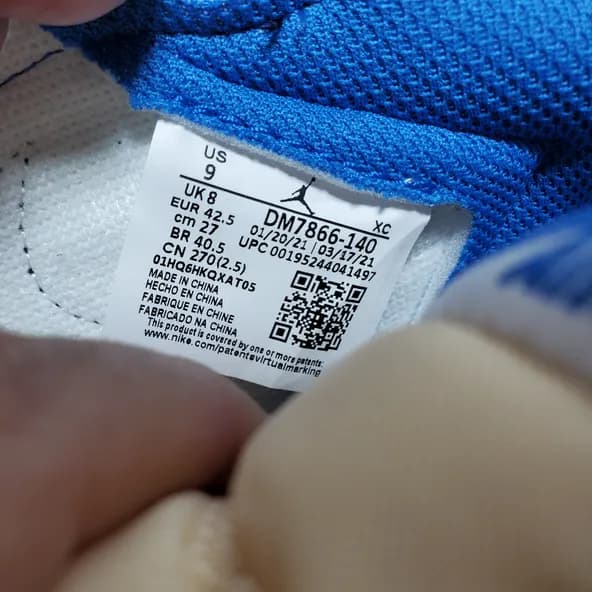 US
9
UK 8
EUR 42.5
cm 27
BR 40.5
CN 270(2.5)
XC
DM7866-140
01/20/21 | 03/17/21
UPC 00195244041497
01HQ6HKQXAT05
MADE IN CHINA
HECHO EN CHINA
FABRIQUE EN CHINE
FABRICADO NA CHINA
This product is covered by one or more patents:
www.nike.com/patentsvirtualmarking